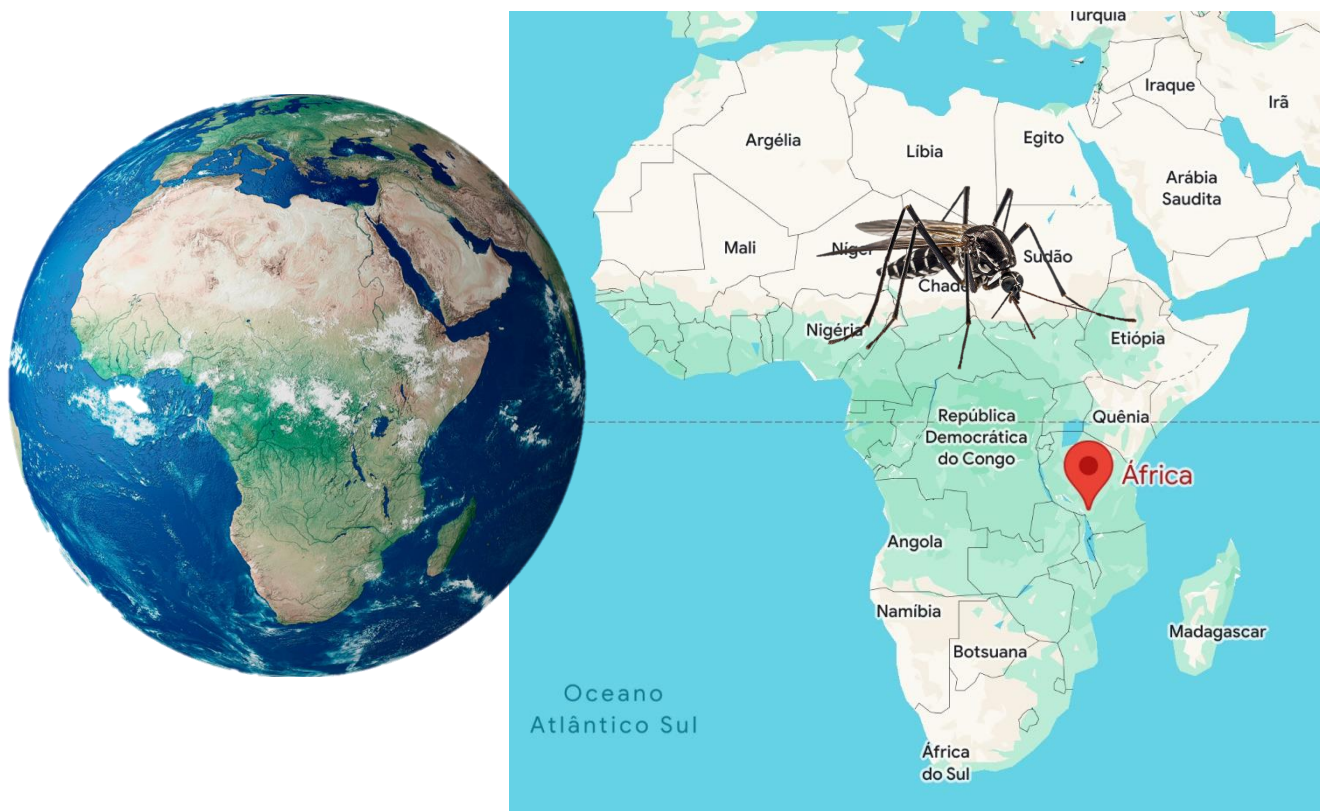 Turquia
Iraque
Irã
Argélia
Líbia
Egito
Arábia
Saudita
Mali
Níger
Sudão
Chade
Nigéria
Etiópia
República
Democrática
do Congo
Quênia
África
Angola
Namíbia
Botsuana
Madagascar
Oceano
Atlântico Sul
África
do Sul